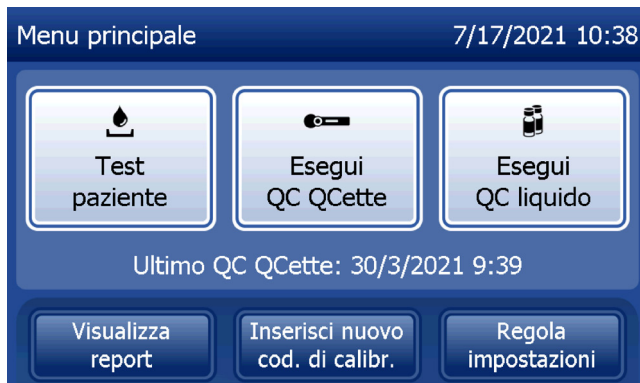 Menu principale 7/17/2021 10:38
Test
paziente
Esegui
QC QCette
Esegui
QC liquido
Ultimo QC QCette: 30/3/2021 9:39
Visualizza
report
Inserisci nuovo
cod. di calibr.
Regola
impostazioni